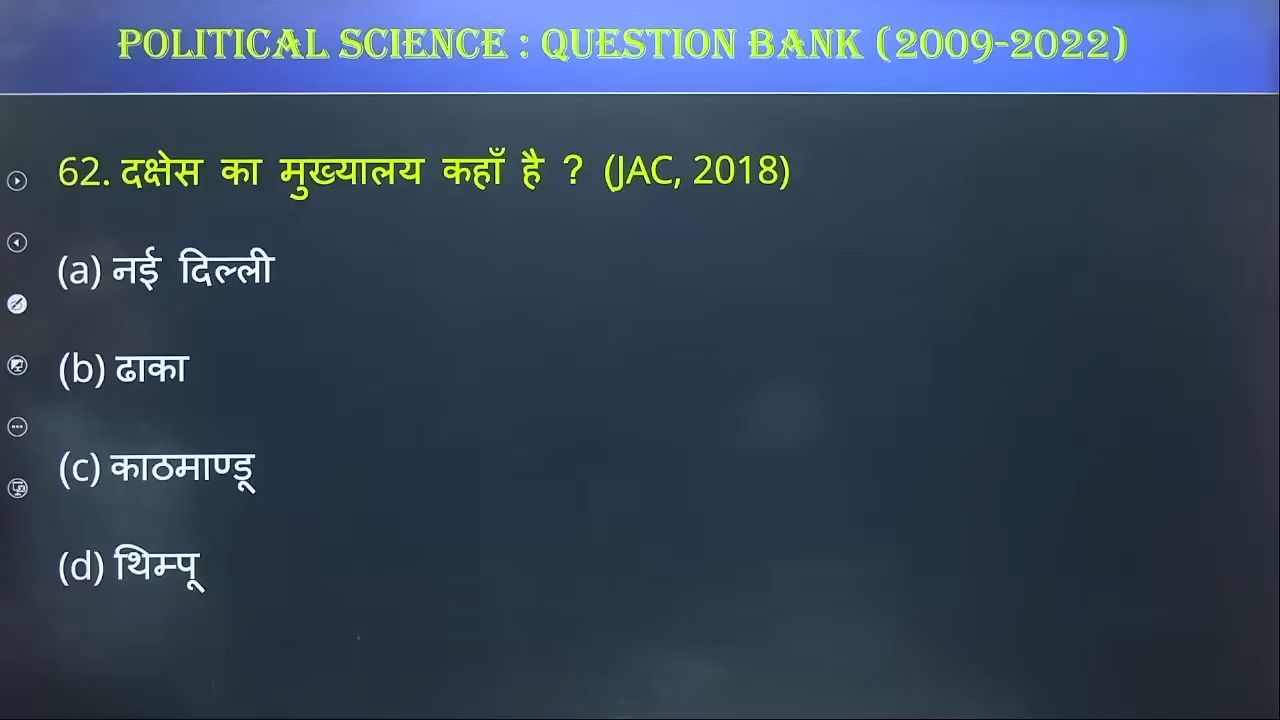 POLITICAL SCIENCE : QUESTION BANK (2009-2022)
62. दक्षेस का मुख्यालय कहाँ है ? (JAC, 2018)
(a) नई दिल्ली
(b) ढाका
(c) काठमाण्डू
(d) थिम्पू